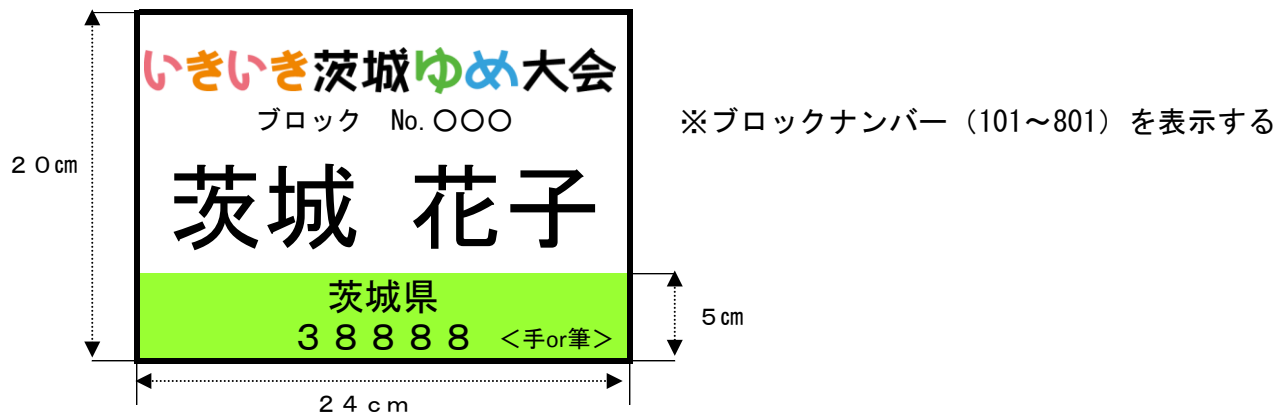 いきいき茨城ゆめ大会
ブロック　No.〇〇〇
※ブロックナンバー（101～801）を表示する
２０㎝
茨城 花子
茨城県
３８８８８ ＜手or筆＞
５㎝
２４ｃｍ